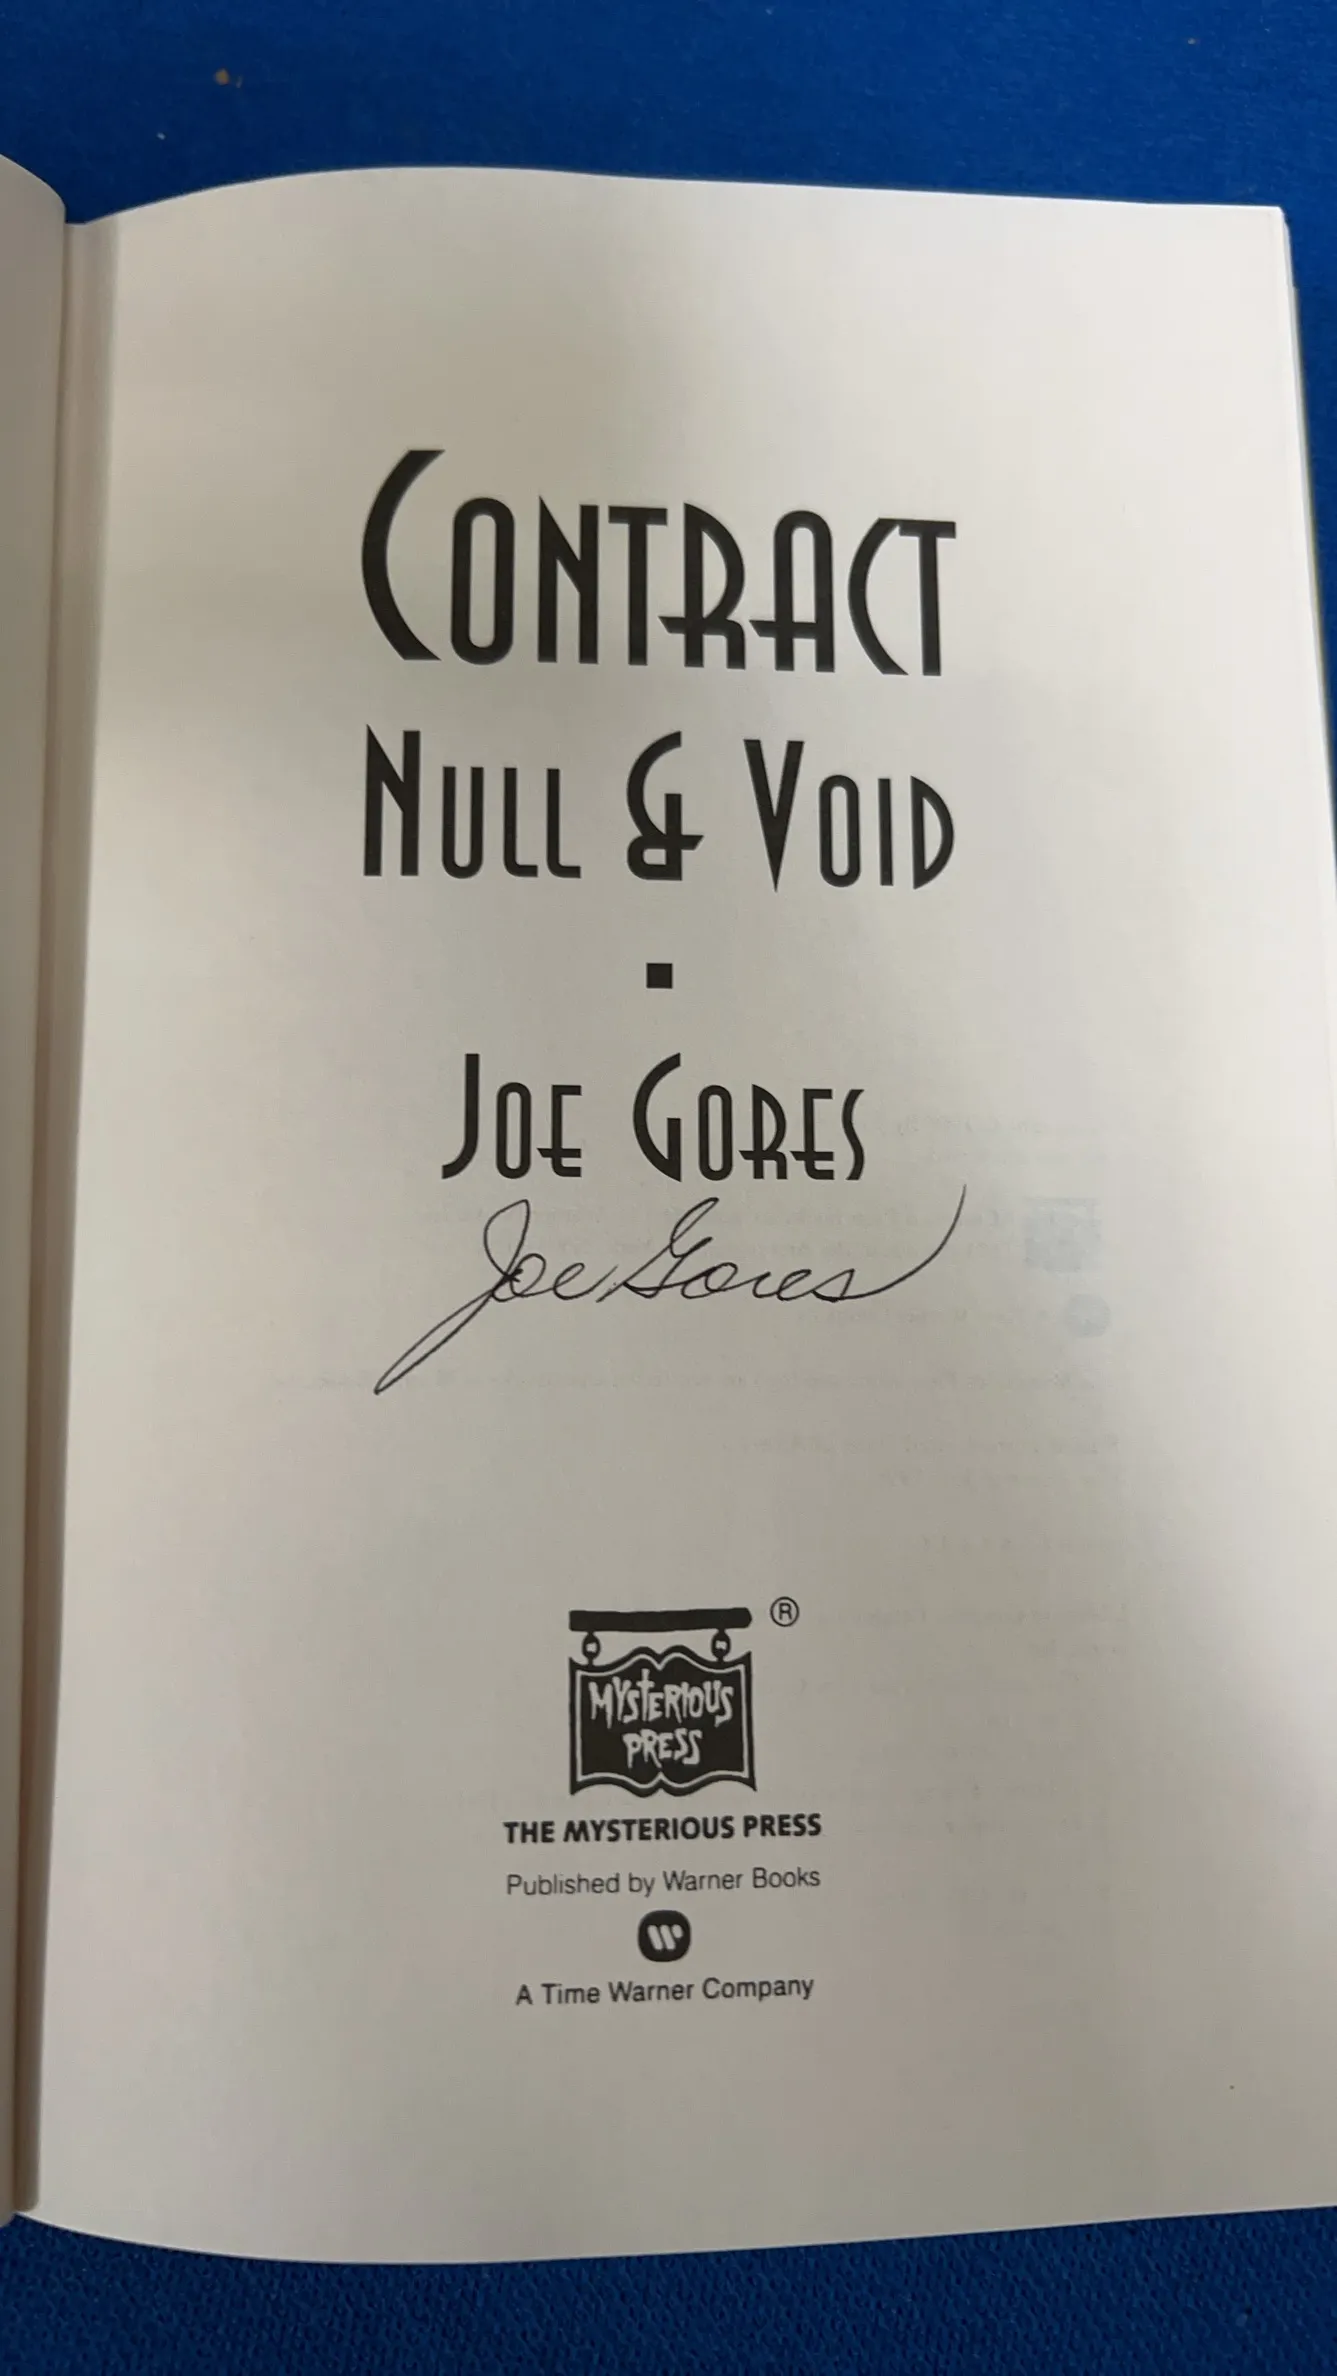 CONTRACT
NULL & VOID
▪
JOE GORES
Joe Gores
®
MYSTERIOUS
PRESS
THE MYSTERIOUS PRESS
Published by Warner Books
W
A Time Warner Company